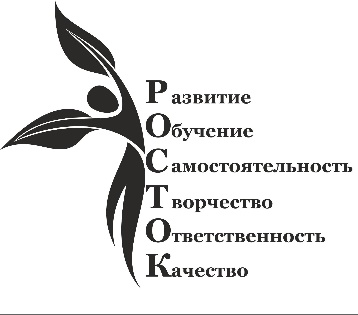 Развитие
Обучение
Самостоятельность
Творчество
Ответственность
Качество